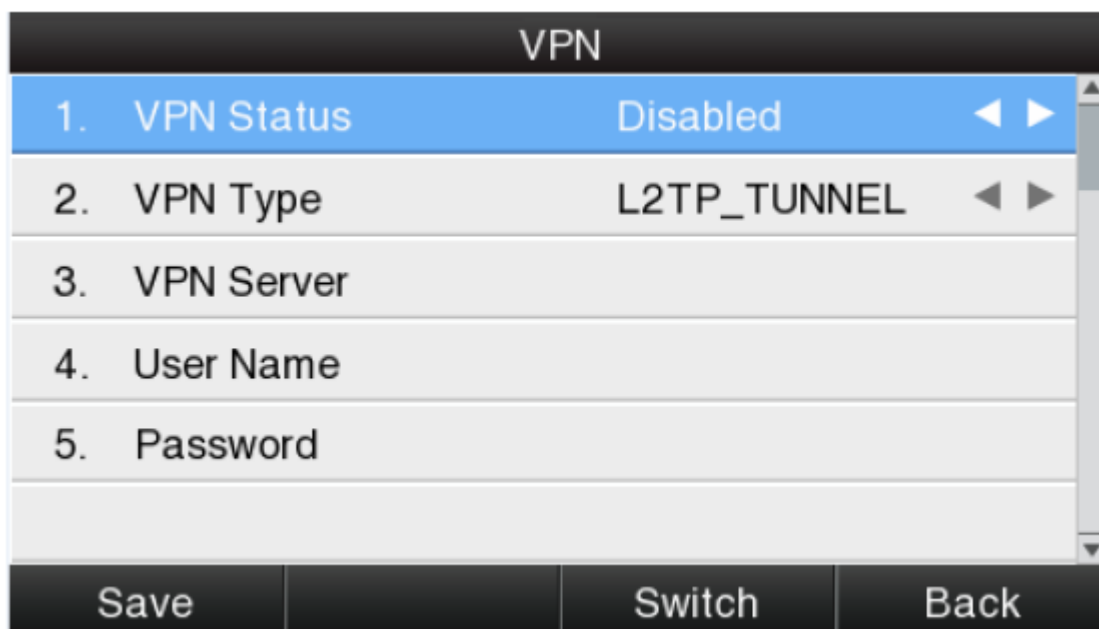 VPN
1. VPN Status Disabled
2. VPN Type L2TP_TUNNEL
3. VPN Server
4. User Name
5. Password
Save Switch Back